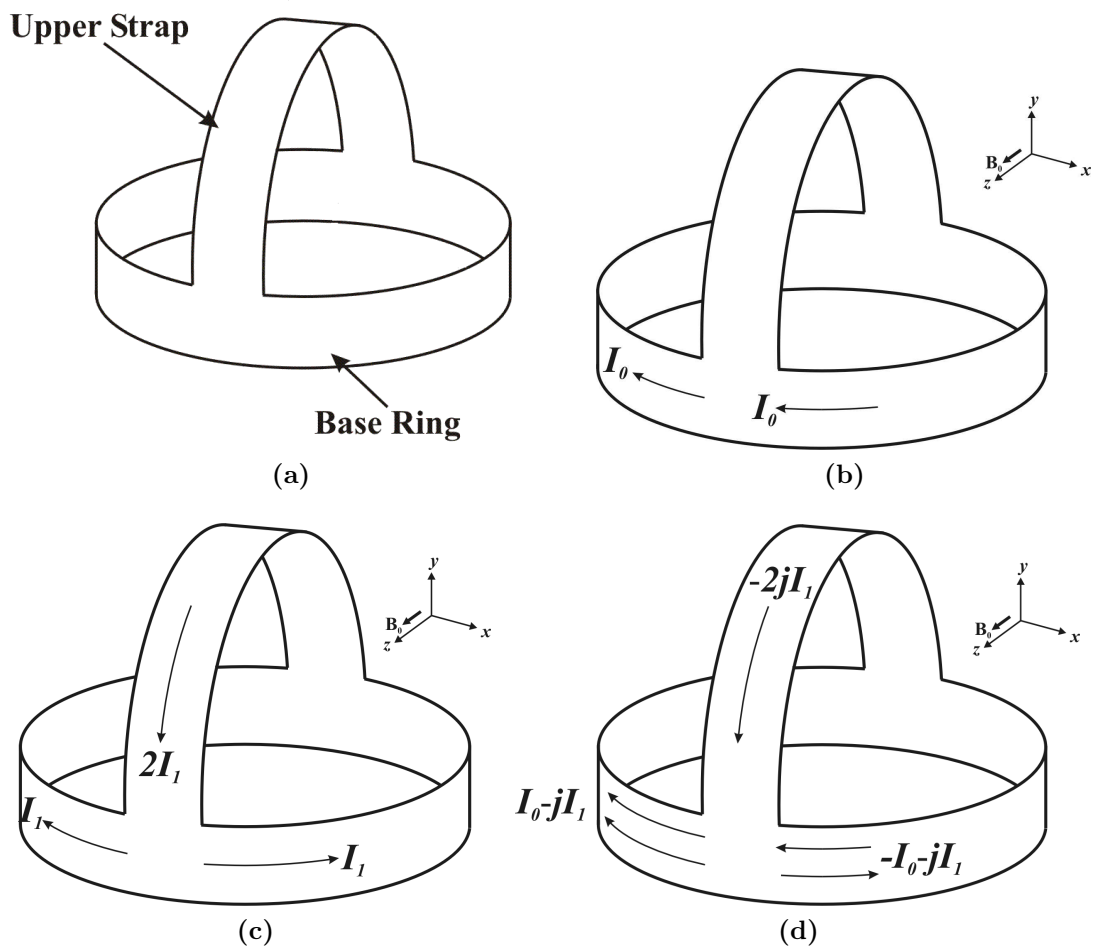 Upper Strap
Base Ring
(a)
y
B₀
x
z
I₀
I₀
(b)
y
B₀
x
z
2I₁
I₁
I₁
(c)
-2jI₁
y
B₀
x
z
I₀-jI₁
-I₀-jI₁
(d)